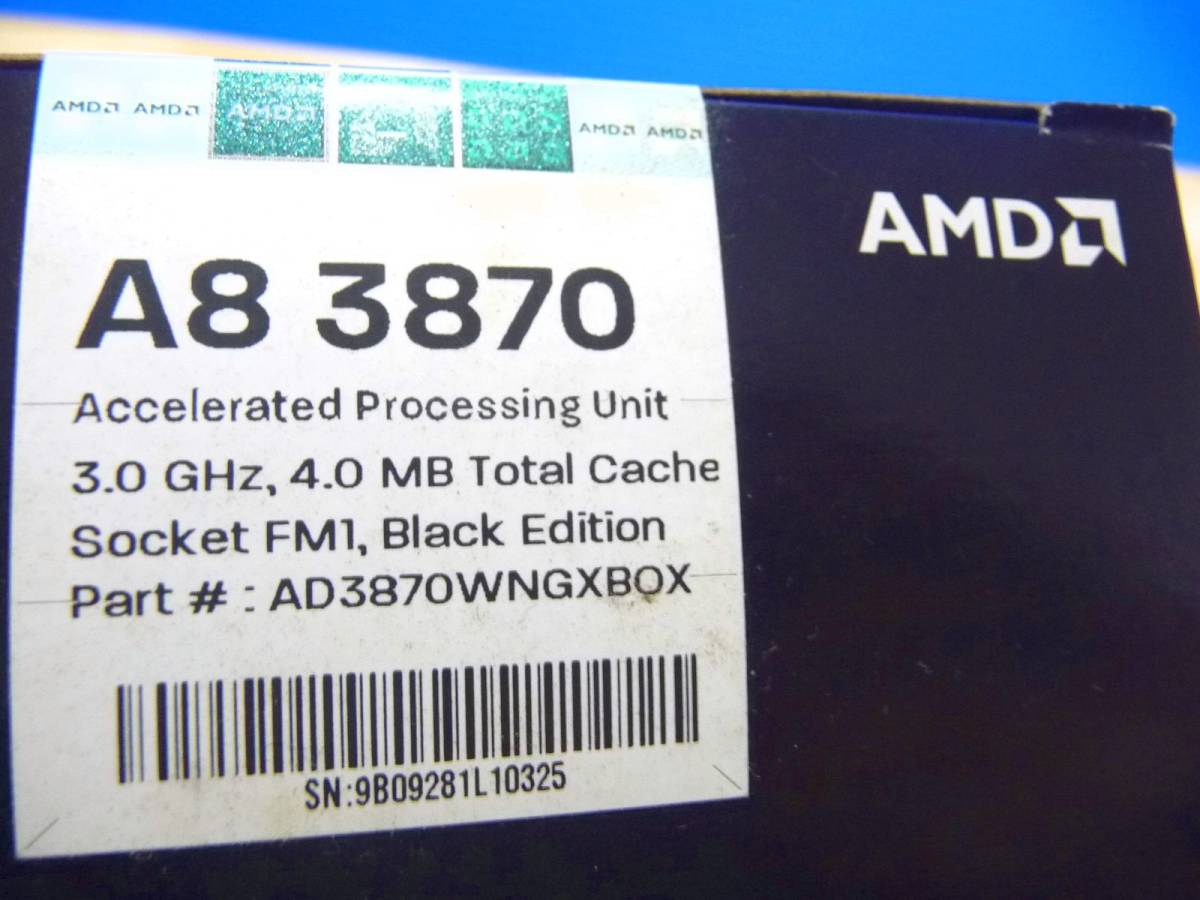 AMD AMD AMD AMD AMD
AMD
A8 3870
Accelerated Processing Unit
3.0 GHz, 4.0 MB Total Cache
Socket FM1, Black Edition
Part # : AD3870WNGXBOX
SN:9B09281L10325